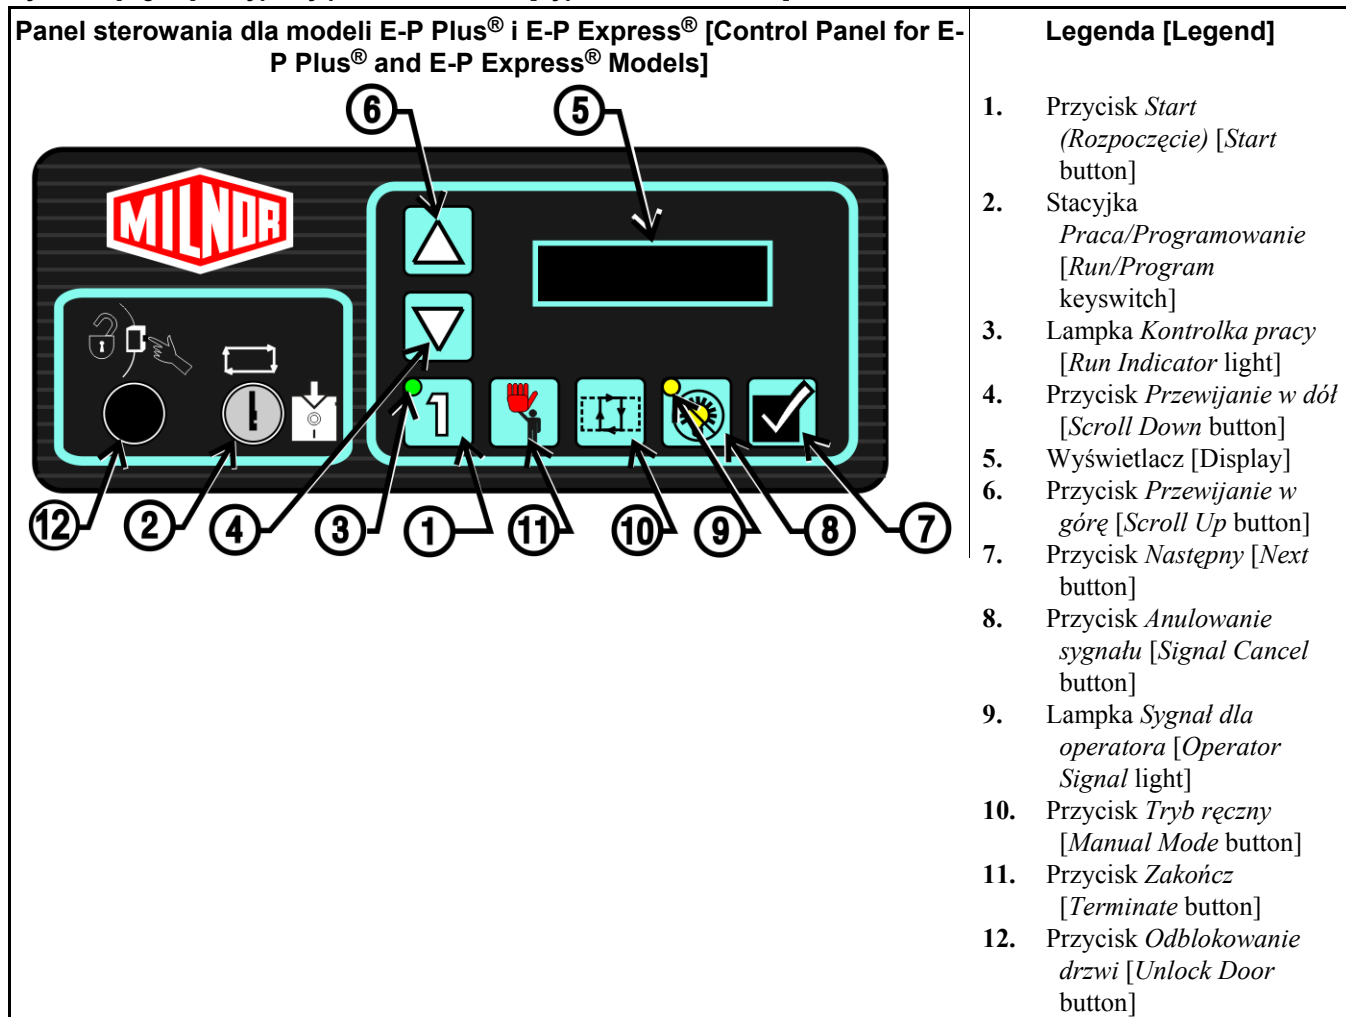 Panel sterowania dla modeli E-P Plus® i E-P Express® [Control Panel for E-
P Plus® and E-P Express® Models]
6
5
MILNOR
1
12
2
4
3
1
11
10
9
8
7
Legenda [Legend]
1. Przycisk Start
(Rozpoczęcie) [Start
button]
2. Stacyjka
Praca/Programowanie
[Run/Program
keyswitch]
3. Lampka Kontrolka pracy
[Run Indicator light]
4. Przycisk Przewijanie w dół
[Scroll Down button]
5. Wyświetlacz [Display]
6. Przycisk Przewijanie w
górę [Scroll Up button]
7. Przycisk Następny [Next
button]
8. Przycisk Anulowanie
sygnału [Signal Cancel
button]
9. Lampka Sygnał dla
operatora [Operator
Signal light]
10. Przycisk Tryb ręczny
[Manual Mode button]
11. Przycisk Zakończ
[Terminate button]
12. Przycisk Odblokowanie
drzwi [Unlock Door
button]